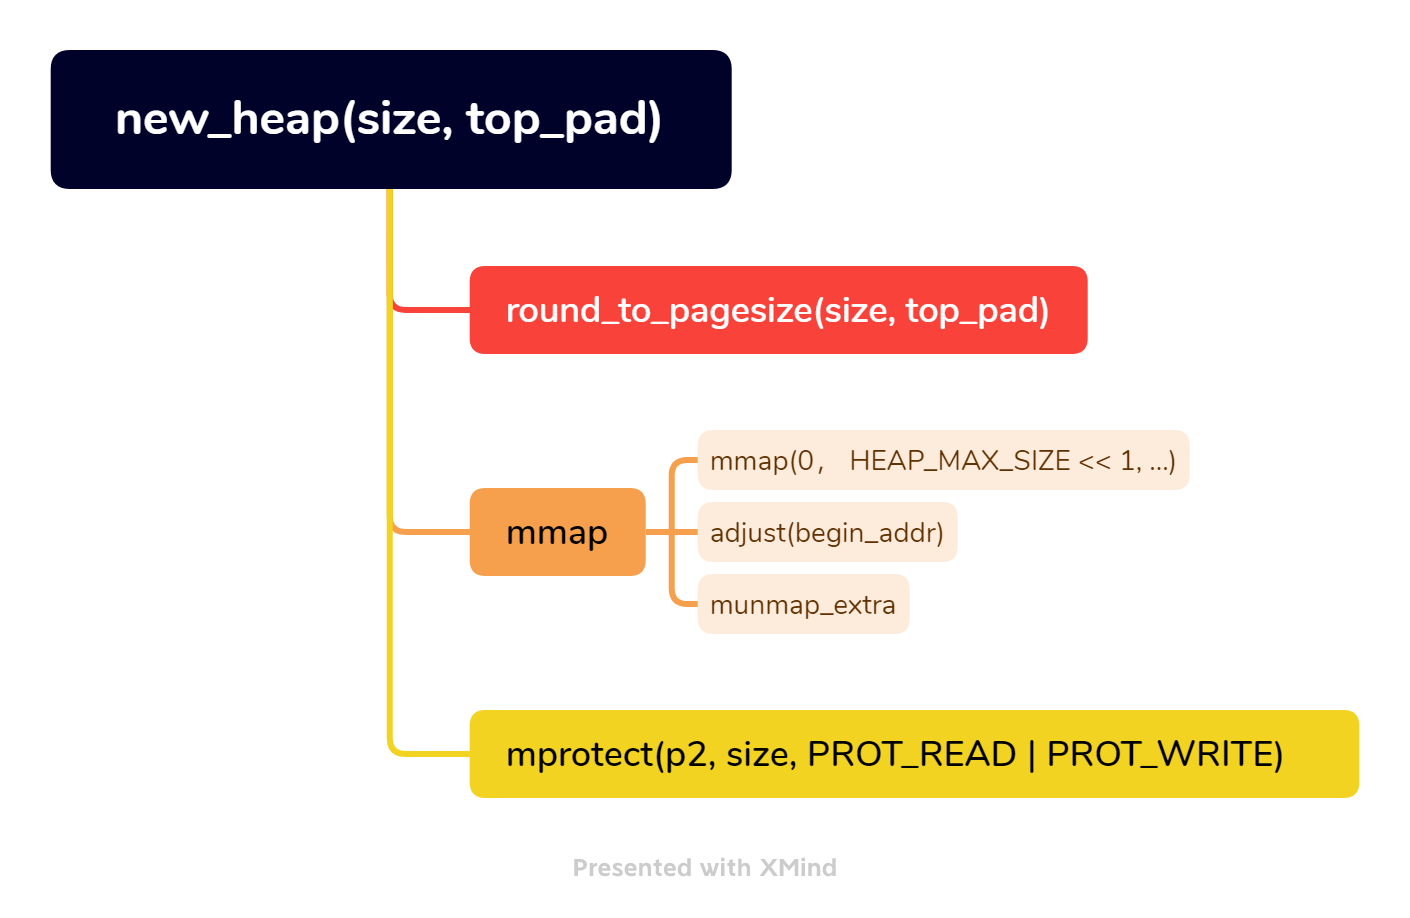 new_heap(size, top_pad)
round_to_pagesize(size, top_pad)
mmap
mmap(0， HEAP_MAX_SIZE << 1, ...)
adjust(begin_addr)
munmap_extra
mprotect(p2, size, PROT_READ | PROT_WRITE)
Presented with XMind